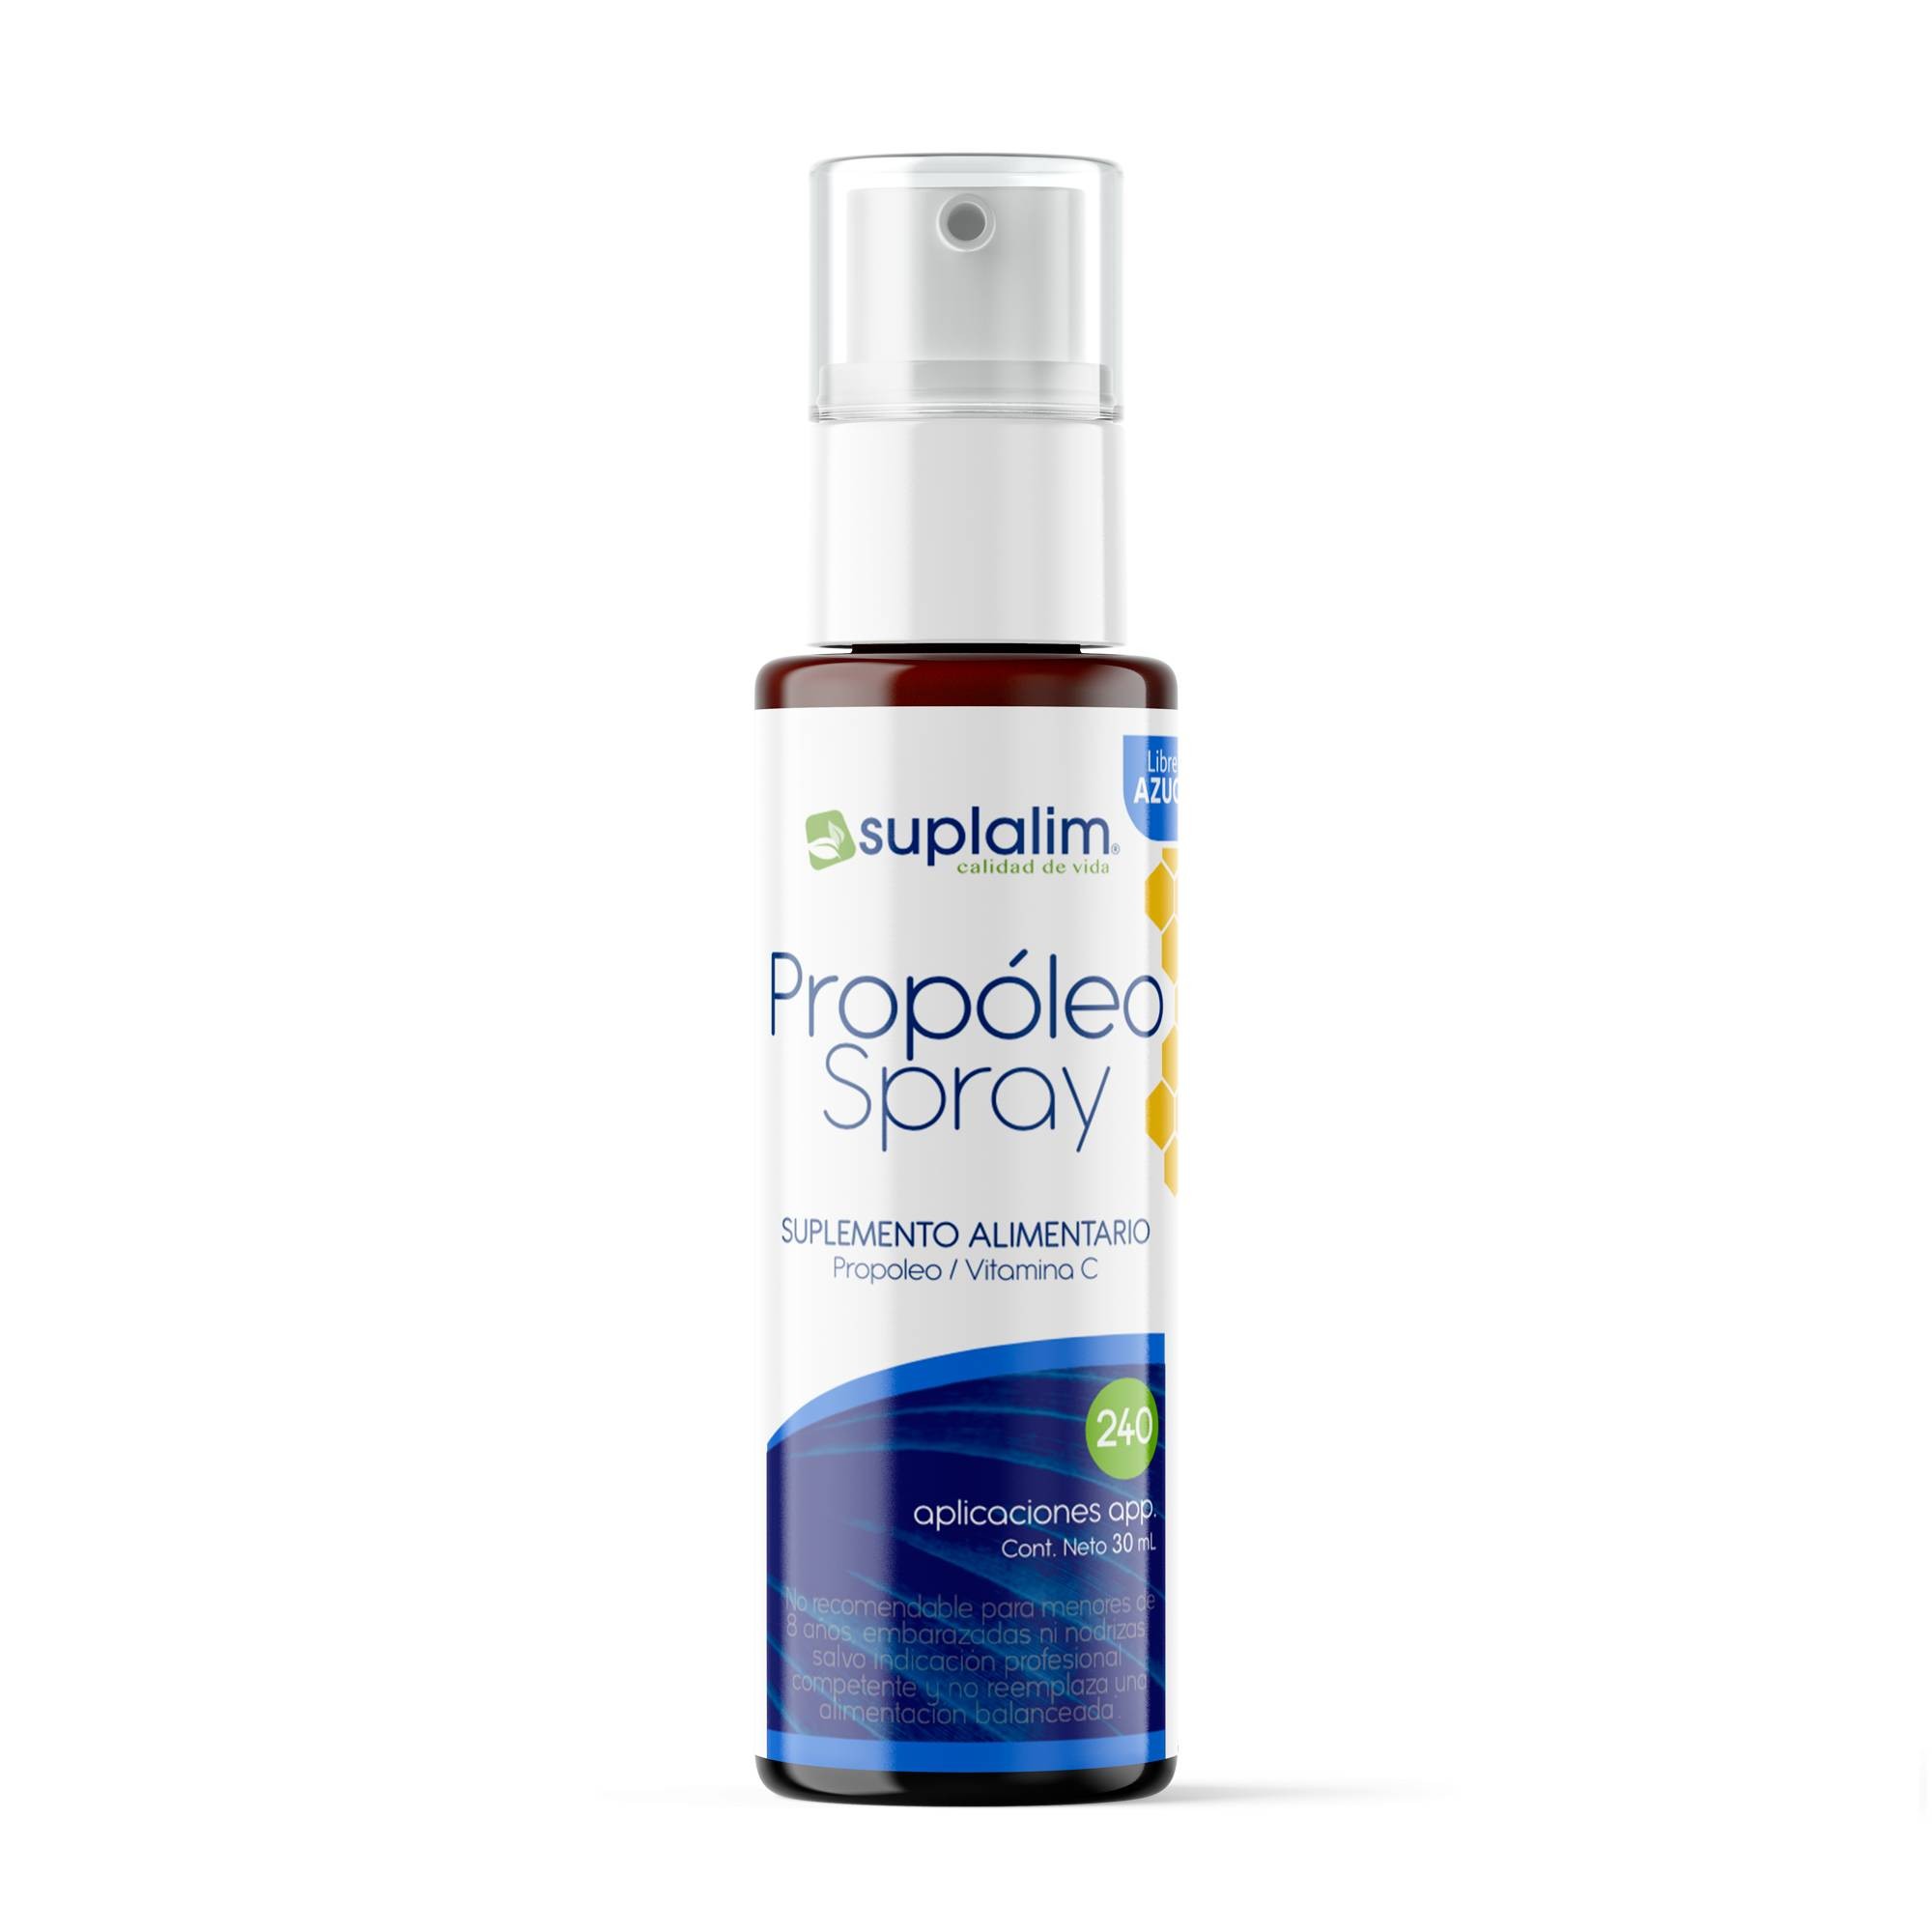 Libre
AZUC
suplalim®
calidad de vida
Propóleo
Spray
SUPLEMENTO ALIMENTARIO
Propoleo / Vitamina C
240
aplicaciones app.
Cont. Neto 30 mL
No recomendable para menores de
8 años, embarazadas ni nodrizas
salvo indicación profesional
competente y no reemplaza una
alimentación balanceada.